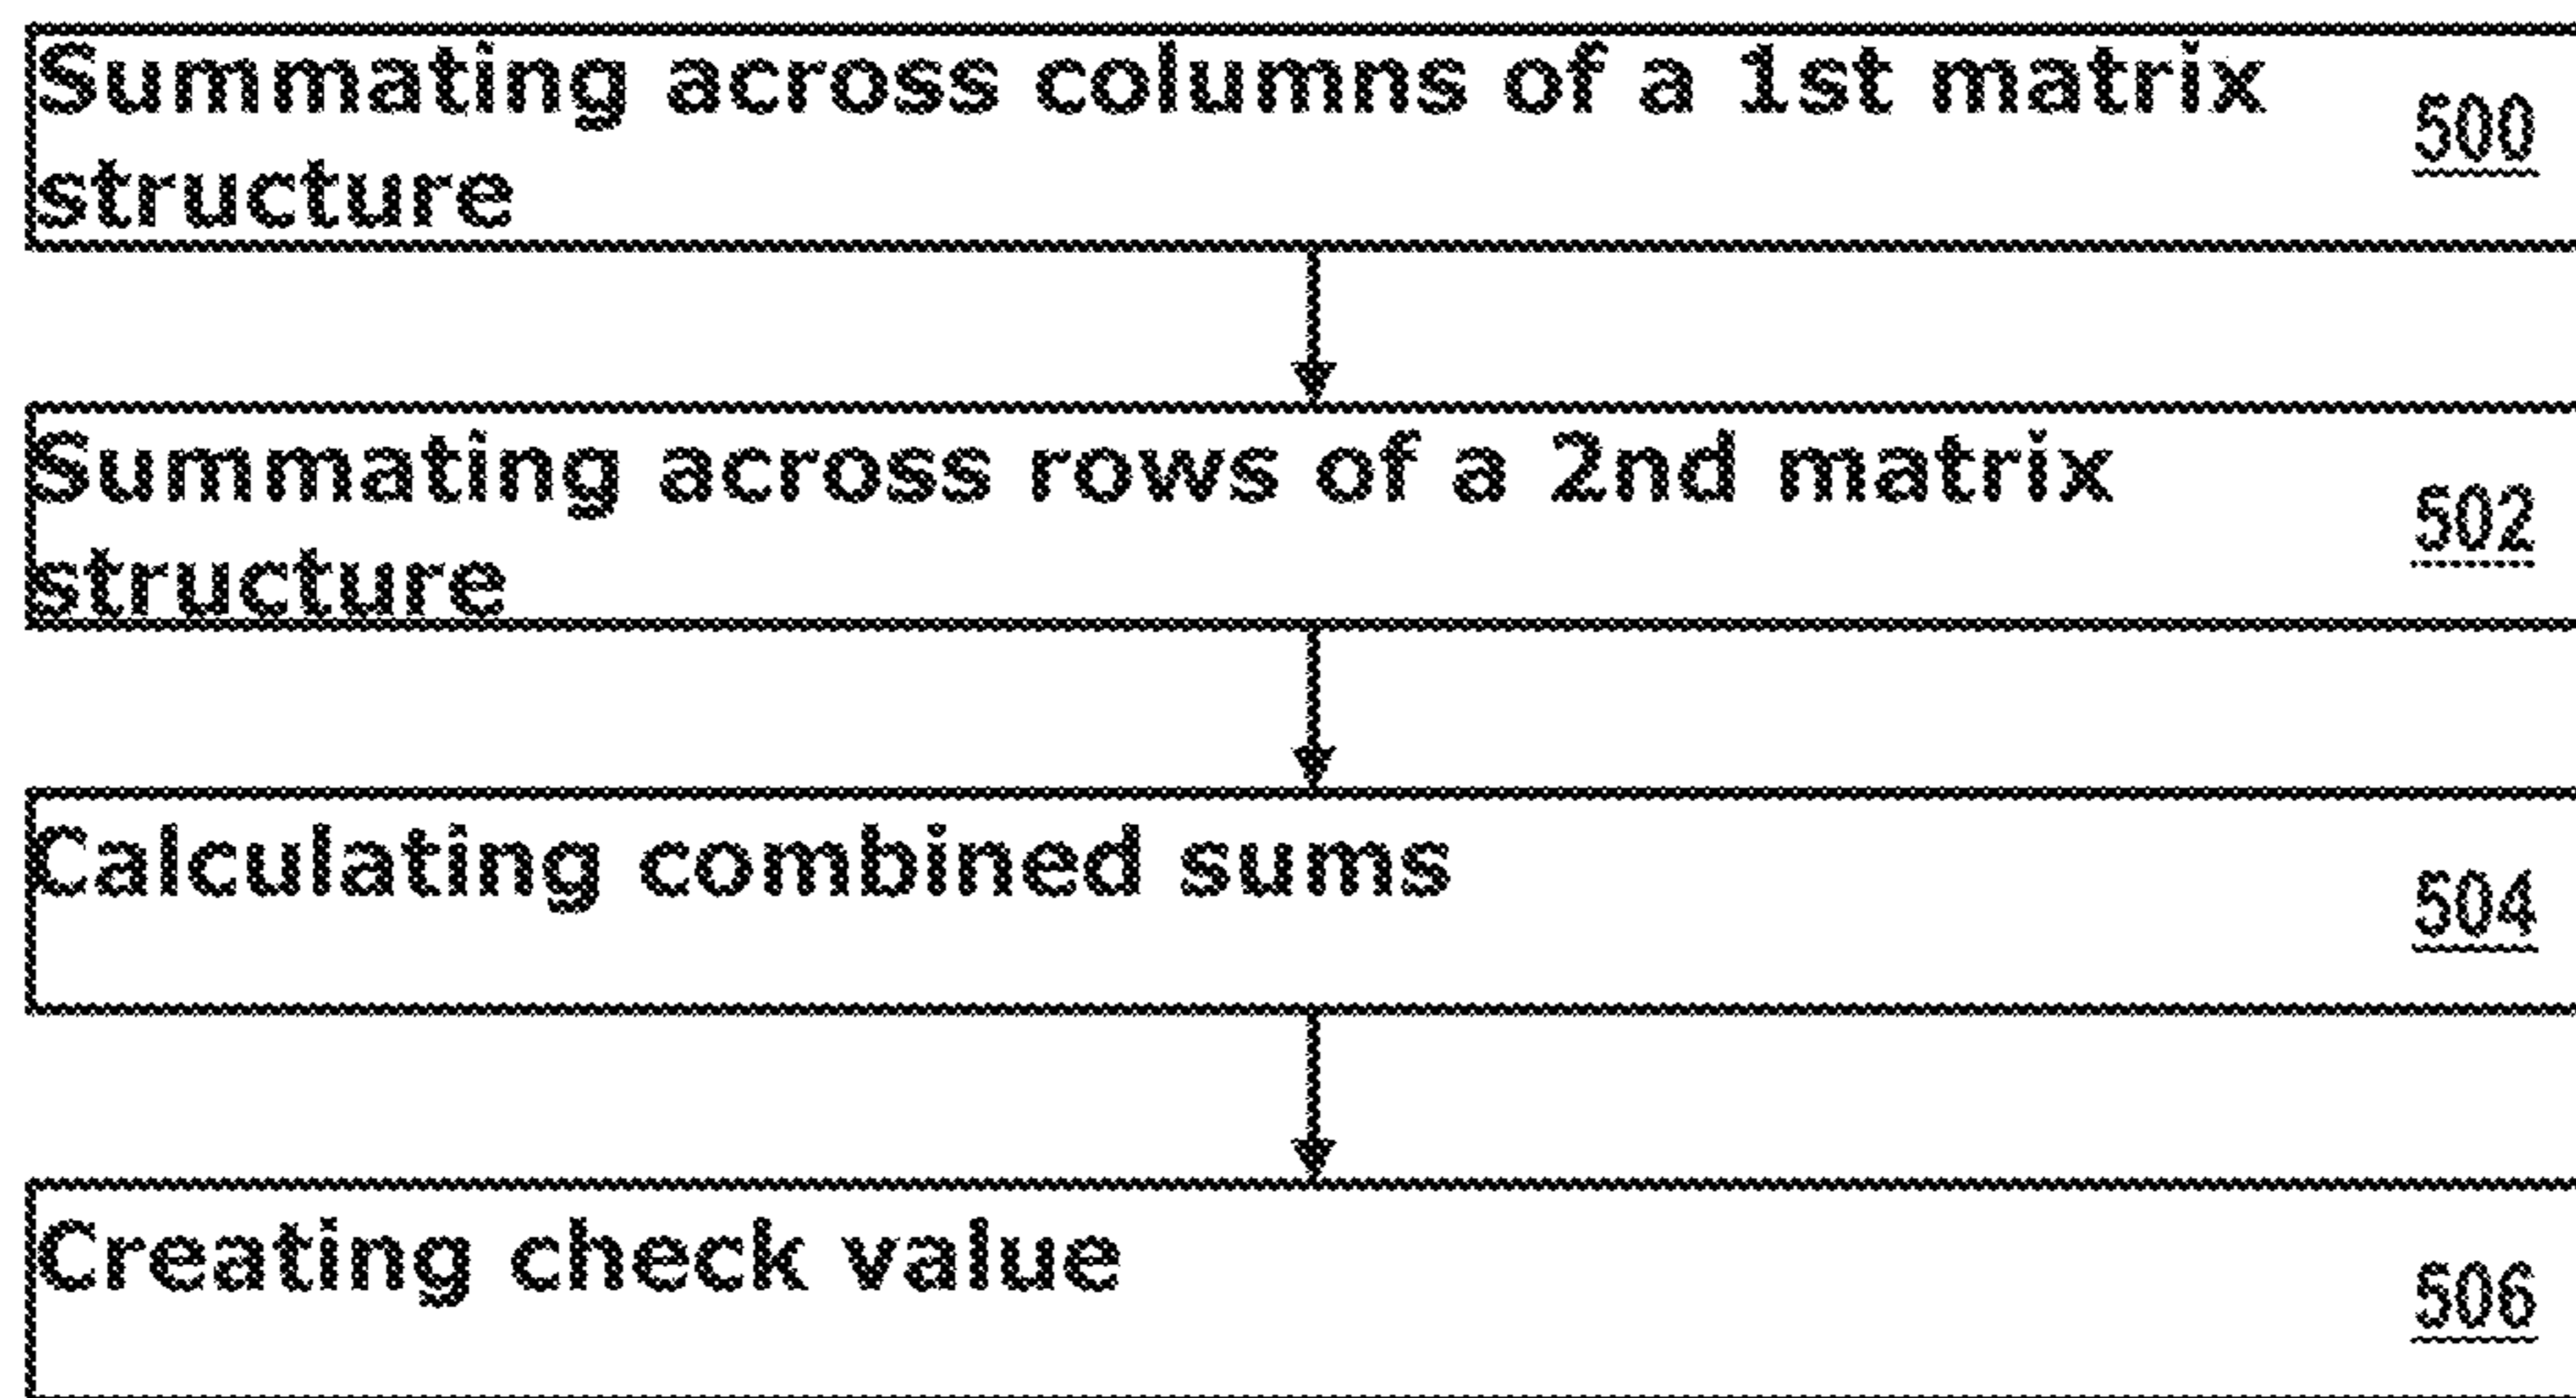 Summating across columns of a 1st matrix
structure
500
Summating across rows of a 2nd matrix
structure
502
Calculating combined sums
504
Creating check value
506